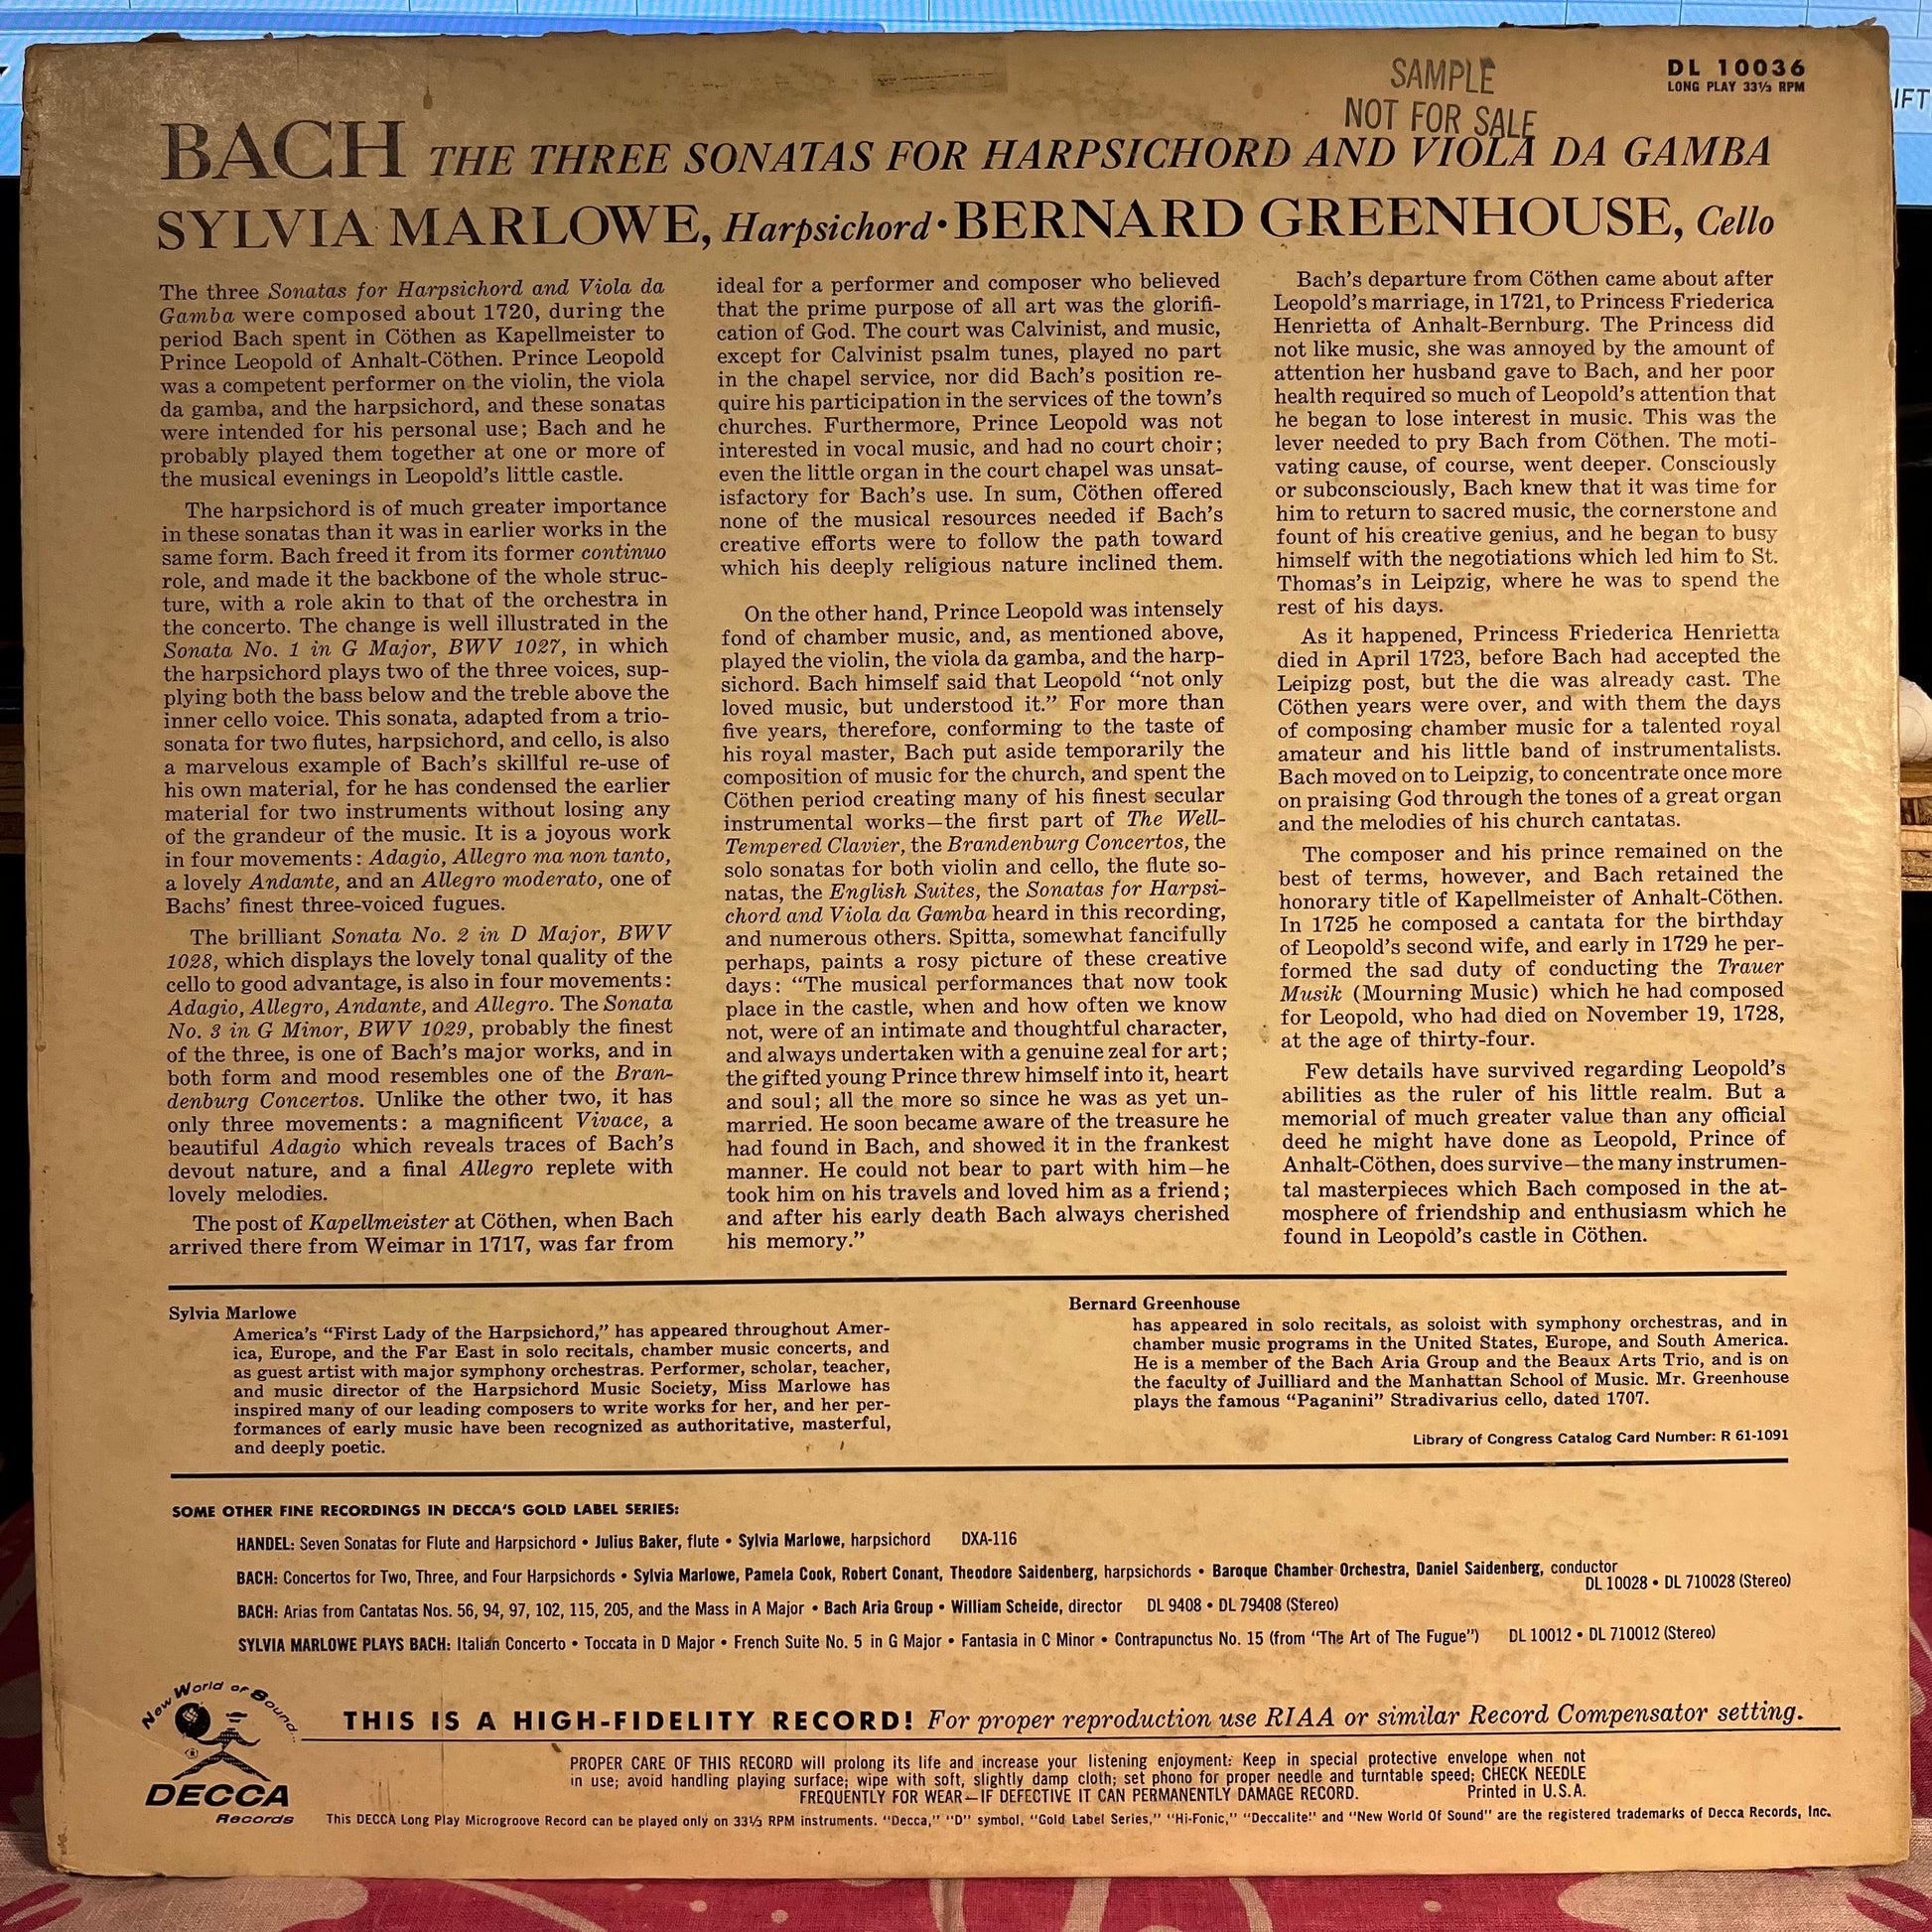 SAMPLE
NOT FOR SALE
DL 10036
LONG PLAY 33⅓ RPM
BACH THE THREE SONATAS FOR HARPSICHORD AND VIOLA DA GAMBA
SYLVIA MARLOWE, Harpsichord • BERNARD GREENHOUSE, Cello
The three Sonatas for Harpsichord and Viola da
Gamba were composed about 1720, during the
period Bach spent in Cöthen as Kapellmeister to
Prince Leopold of Anhalt-Cöthen. Prince Leopold
was a competent performer on the violin, the viola
da gamba, and the harpsichord, and these sonatas
were intended for his personal use; Bach and he
probably played them together at one or more of
the musical evenings in Leopold's little castle.
The harpsichord is of much greater importance
in these sonatas than it was in earlier works in the
same form. Bach freed it from its former continuo
role, and made it the backbone of the whole struc-
ture, with a role akin to that of the orchestra in
the concerto. The change is well illustrated in the
Sonata No. 1 in G Major, BWV 1027, in which
the harpsichord plays two of the three voices, sup-
plying both the bass below and the treble above the
inner cello voice. This sonata, adapted from a trio-
sonata for two flutes, harpsichord, and cello, is also
a marvelous example of Bach's skillful re-use of
his own material, for he has condensed the earlier
material for two instruments without losing any
of the grandeur of the music. It is a joyous work
in four movements: Adagio, Allegro ma non tanto,
a lovely Andante, and an Allegro moderato, one of
Bachs' finest three-voiced fugues.
The brilliant Sonata No. 2 in D Major, BWV
1028, which displays the lovely tonal quality of the
cello to good advantage, is also in four movements:
Adagio, Allegro, Andante, and Allegro. The Sonata
No. 3 in G Minor, BWV 1029, probably the finest
of the three, is one of Bach's major works, and in
both form and mood resembles one of the Bran-
denburg Concertos. Unlike the other two, it has
only three movements: a magnificent Vivace, a
beautiful Adagio which reveals traces of Bach's
devout nature, and a final Allegro replete with
lovely melodies.
The post of Kapellmeister at Cöthen, when Bach
arrived there from Weimar in 1717, was far from
ideal for a performer and composer who believed
that the prime purpose of all art was the glorifi-
cation of God. The court was Calvinist, and music,
except for Calvinist psalm tunes, played no part
in the chapel service, nor did Bach's position re-
quire his participation in the services of the town's
churches. Furthermore, Prince Leopold was not
interested in vocal music, and had no court choir;
even the little organ in the court chapel was unsat-
isfactory for Bach's use. In sum, Cöthen offered
none of the musical resources needed if Bach's
creative efforts were to follow the path toward
which his deeply religious nature inclined them.
On the other hand, Prince Leopold was intensely
fond of chamber music, and, as mentioned above,
played the violin, the viola da gamba, and the harp-
sichord. Bach himself said that Leopold "not only
loved music, but understood it." For more than
five years, therefore, conforming to the taste of
his royal master, Bach put aside temporarily the
composition of music for the church, and spent the
Cöthen period creating many of his finest secular
instrumental works—the first part of The Well-
Tempered Clavier, the Brandenburg Concertos, the
solo sonatas for both violin and cello, the flute so-
natas, the English Suites, the Sonatas for Harpsi-
chord and Viola da Gamba heard in this recording,
and numerous others. Spitta, somewhat fancifully
perhaps, paints a rosy picture of these creative
days: "The musical performances that now took
place in the castle, when and how often we know
not, were of an intimate and thoughtful character,
and always undertaken with a genuine zeal for art;
the gifted young Prince threw himself into it, heart
and soul; all the more so since he was as yet un-
married. He soon became aware of the treasure he
had found in Bach, and showed it in the frankest
manner. He could not bear to part with him—he
took him on his travels and loved him as a friend;
and after his early death Bach always cherished
his memory."
Bach's departure from Cöthen came about after
Leopold's marriage, in 1721, to Princess Friederica
Henrietta of Anhalt-Bernburg. The Princess did
not like music, she was annoyed by the amount of
attention her husband gave to Bach, and her poor
health required so much of Leopold's attention that
he began to lose interest in music. This was the
lever needed to pry Bach from Cöthen. The moti-
vating cause, of course, went deeper. Consciously
or subconsciously, Bach knew that it was time for
him to return to sacred music, the cornerstone and
fount of his creative genius, and he began to busy
himself with the negotiations which led him to St.
Thomas's in Leipzig, where he was to spend the
rest of his days.
As it happened, Princess Friederica Henrietta
died in April 1723, before Bach had accepted the
Leipizg post, but the die was already cast. The
Cöthen years were over, and with them the days
of composing chamber music for a talented royal
amateur and his little band of instrumentalists.
Bach moved on to Leipzig, to concentrate once more
on praising God through the tones of a great organ
and the melodies of his church cantatas.
The composer and his prince remained on the
best of terms, however, and Bach retained the
honorary title of Kapellmeister of Anhalt-Cöthen.
In 1725 he composed a cantata for the birthday
of Leopold's second wife, and early in 1729 he per-
formed the sad duty of conducting the Trauer
Musik (Mourning Music) which he had composed
for Leopold, who had died on November 19, 1728,
at the age of thirty-four.
Few details have survived regarding Leopold's
abilities as the ruler of his little realm. But a
memorial of much greater value than any official
deed he might have done as Leopold, Prince of
Anhalt-Cöthen, does survive—the many instrumen-
tal masterpieces which Bach composed in the at-
mosphere of friendship and enthusiasm which he
found in Leopold's castle in Cöthen.
Sylvia Marlowe
America's "First Lady of the Harpsichord," has appeared throughout Amer-
ica, Europe, and the Far East in solo recitals, chamber music concerts, and
as guest artist with major symphony orchestras. Performer, scholar, teacher,
and music director of the Harpsichord Music Society, Miss Marlowe has
inspired many of our leading composers to write works for her, and her per-
formances of early music have been recognized as authoritative, masterful,
and deeply poetic.
Bernard Greenhouse
has appeared in solo recitals, as soloist with symphony orchestras, and in
chamber music programs in the United States, Europe, and South America.
He is a member of the Bach Aria Group and the Beaux Arts Trio, and is on
the faculty of Juilliard and the Manhattan School of Music. Mr. Greenhouse
plays the famous "Paganini" Stradivarius cello, dated 1707.
Library of Congress Catalog Card Number: R 61-1091
SOME OTHER FINE RECORDINGS IN DECCA'S GOLD LABEL SERIES:
HANDEL: Seven Sonatas for Flute and Harpsichord • Julius Baker, flute • Sylvia Marlowe, harpsichord DXA-116
BACH: Concertos for Two, Three, and Four Harpsichords • Sylvia Marlowe, Pamela Cook, Robert Conant, Theodore Saidenberg, harpsichords • Baroque Chamber Orchestra, Daniel Saidenberg, conductor
DL 10028 • DL 710028 (Stereo)
BACH: Arias from Cantatas Nos. 56, 94, 97, 102, 115, 205, and the Mass in A Major • Bach Aria Group • William Scheide, director DL 9408 • DL 79408 (Stereo)
SYLVIA MARLOWE PLAYS BACH: Italian Concerto • Toccata in D Major • French Suite No. 5 in G Major • Fantasia in C Minor • Contrapunctus No. 15 (from "The Art of The Fugue") DL 10012 • DL 710012 (Stereo)
New World of Sound
DECCA
Records
THIS IS A HIGH-FIDELITY RECORD! For proper reproduction use RIAA or similar Record Compensator setting.
PROPER CARE OF THIS RECORD will prolong its life and increase your listening enjoyment: Keep in special protective envelope when not
in use; avoid handling playing surface; wipe with soft, slightly damp cloth; set phono for proper needle and turntable speed; CHECK NEEDLE
FREQUENTLY FOR WEAR—IF DEFECTIVE IT CAN PERMANENTLY DAMAGE RECORD. Printed in U.S.A.
This DECCA Long Play Microgroove Record can be played only on 33⅓ RPM instruments. "Decca," "D" symbol, "Gold Label Series," "Hi-Fonic," "Deccalite" and "New World Of Sound" are the registered trademarks of Decca Records, Inc.